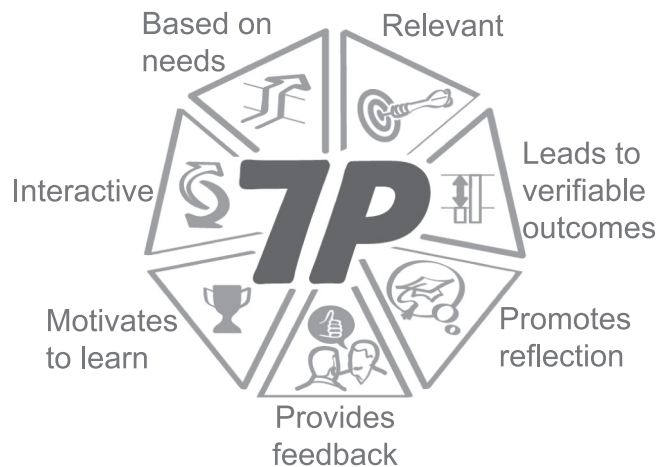 Based on
needs
Relevant
Leads to
verifiable
outcomes
Interactive
7P
Motivates
to learn
Promotes
reflection
Provides
feedback